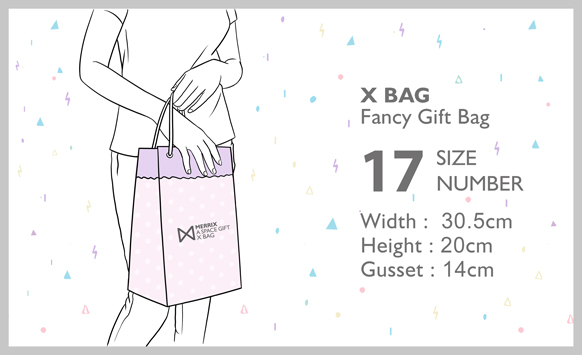 X BAG
Fancy Gift Bag
17 SIZE
NUMBER
Width : 30.5cm
Height : 20cm
Gusset : 14cm
MERRIX
A SPACE GIFT
X BAG